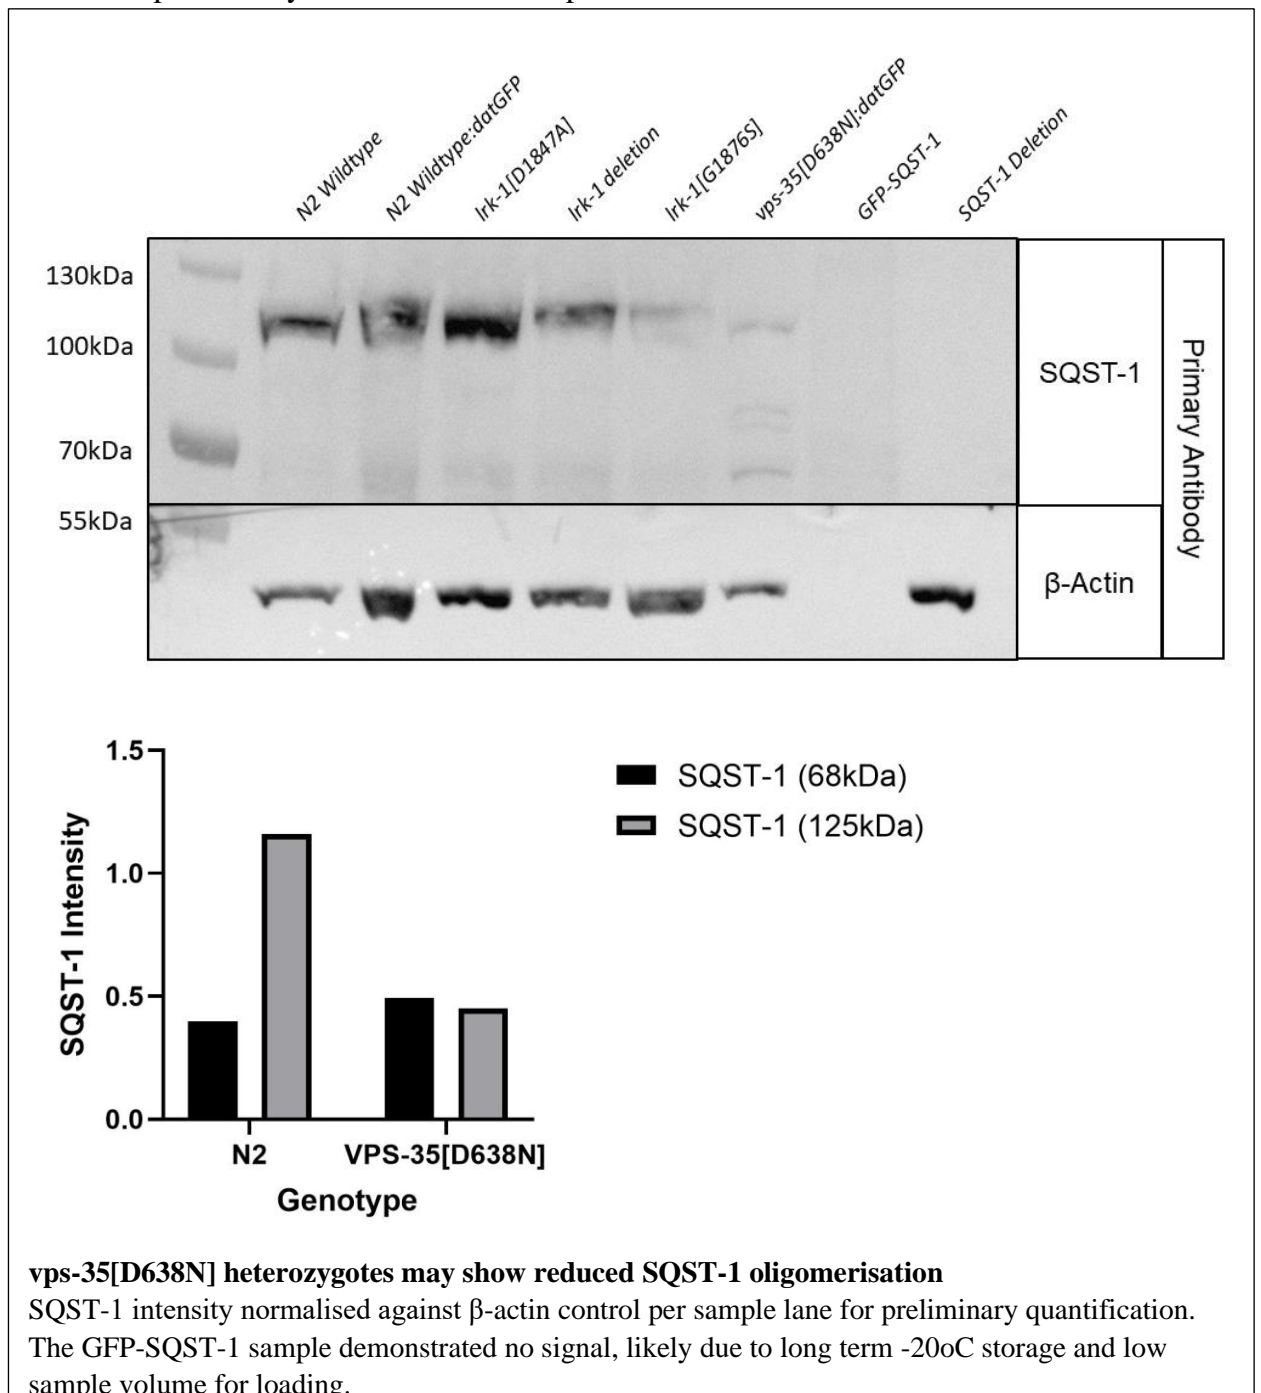 N2 Wildtype
N2 Wildtype:datGFP
lrk-1[D1847A]
lrk-1 deletion
lrk-1[G1876S]
vps-35[D638N]:datGFP
GFP-SQST-1
SQST-1 Deletion
130kDa
100kDa
70kDa
55kDa
SQST-1
β-Actin
Primary Antibody
1.5
1.0
0.5
0.0
SQST-1 Intensity
SQST-1 (68kDa)
SQST-1 (125kDa)
N2
VPS-35[D638N]
Genotype
vps-35[D638N] heterozygotes may show reduced SQST-1 oligomerisation
SQST-1 intensity normalised against β-actin control per sample lane for preliminary quantification.
The GFP-SQST-1 sample demonstrated no signal, likely due to long term -20oC storage and low
sample volume for loading.